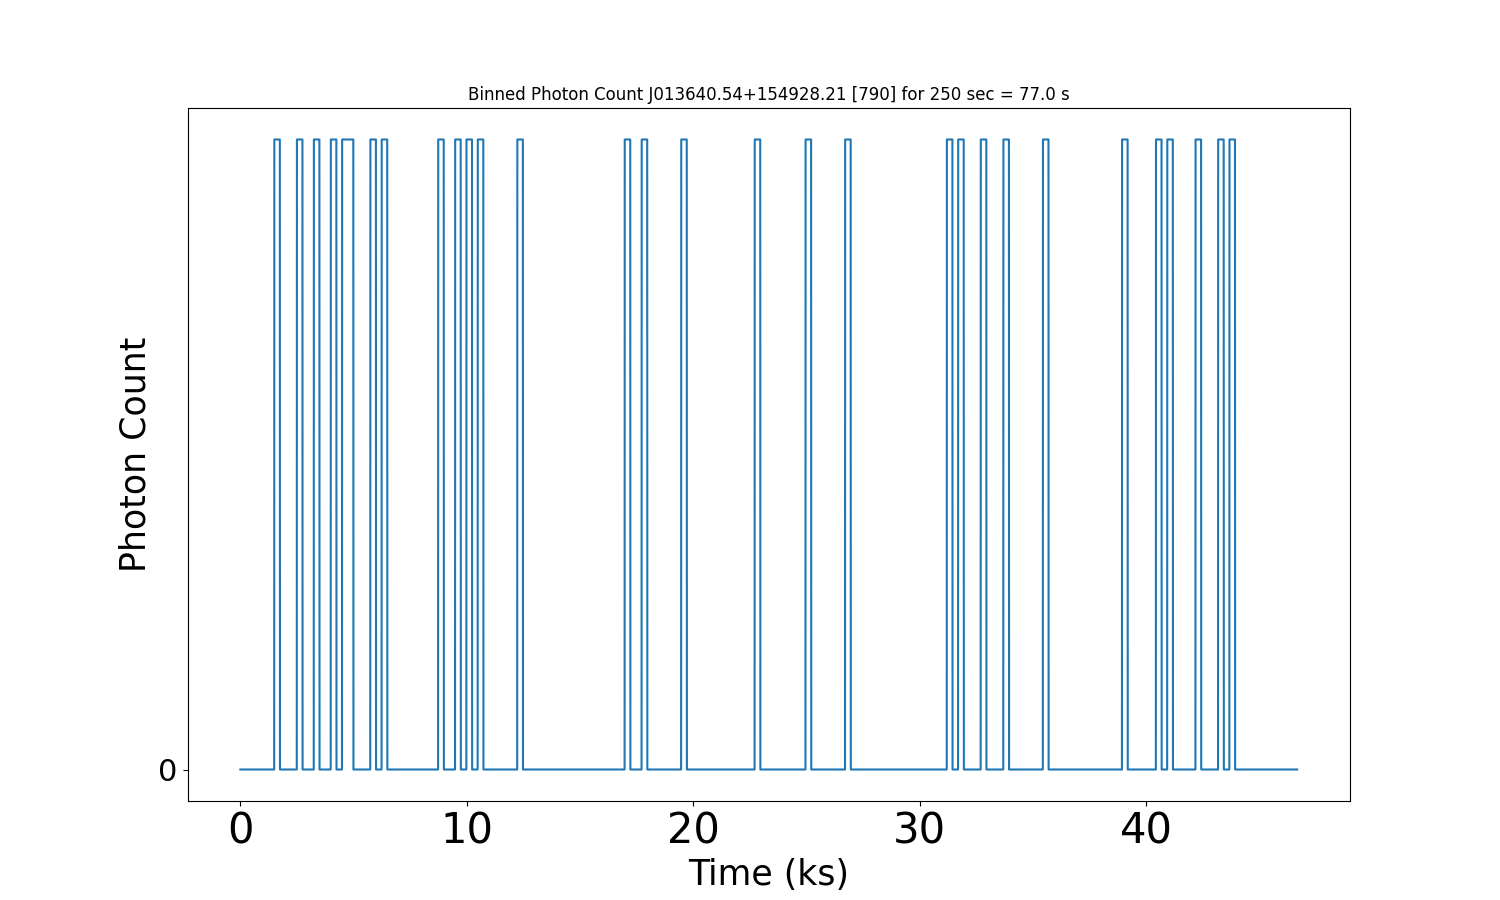 Binned Photon Count J013640.54+154928.21 [790] for 250 sec = 77.0 s
Photon Count
0
0 10 20 30 40
Time (ks)